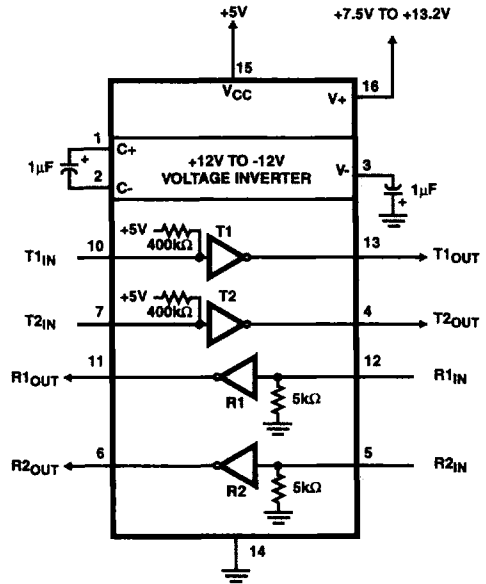 +5V
+7.5V TO +13.2V
15
16
VCC
V+
1
C+
1µF
+
2
C-
+12V TO -12V
VOLTAGE INVERTER
V-
3
1µF
+
+5V
400kΩ
T1
T1IN
10
13
T1OUT
+5V
400kΩ
T2
T2IN
7
4
T2OUT
R1OUT
11
R1
5kΩ
12
R1IN
R2OUT
6
R2
5kΩ
5
R2IN
14